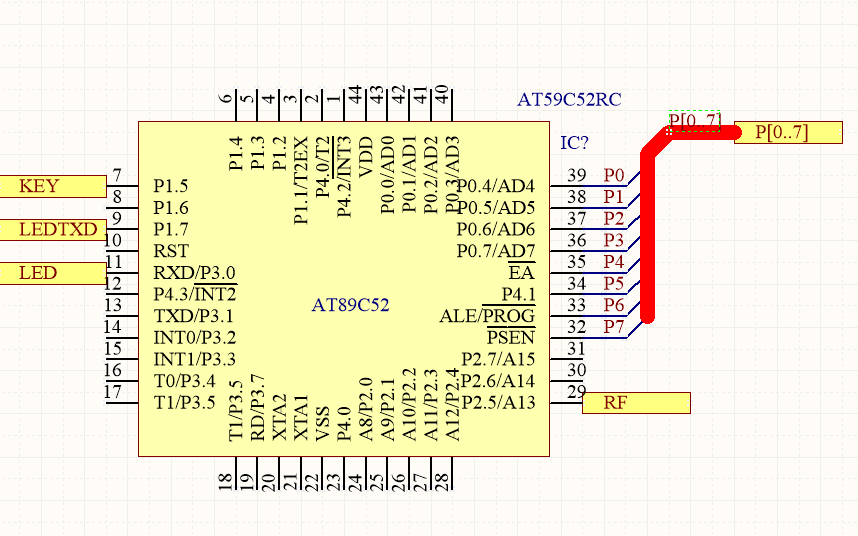 6 5 4 3 2 1 44 43 42 41 40
AT59C52RC
P[0..7]
P[0..7]
IC?
P1.4 P1.3 P1.2 P1.1/T2EX P4.0/T2 P4.2/INT3 VDD P0.0/AD0 P0.1/AD1 P0.2/AD2 P0.3/AD3
KEY 7 P1.5 P0.4/AD4 39 P0
8 P1.6 P0.5/AD5 38 P1
LEDTXD 9 P1.7 P0.6/AD6 37 P2
10 RST P0.7/AD7 36 P3
LED 11 RXD/P3.0 EA 35 P4
12 P4.3/INT2 P4.1 34 P5
AT89C52
13 TXD/P3.1 ALE/PROG 33 P6
14 INT0/P3.2 PSEN 32 P7
15 INT1/P3.3 P2.7/A15 31
16 T0/P3.4 P2.6/A14 30
17 T1/P3.5 P2.5/A13 29 RF
T1/P3.5 RD/P3.7 XTA2 XTA1 VSS P4.0 A8/P2.0 A9/P2.1 A10/P2.2 A11/P2.3 A12/P2.4
18 19 20 21 22 23 24 25 26 27 28